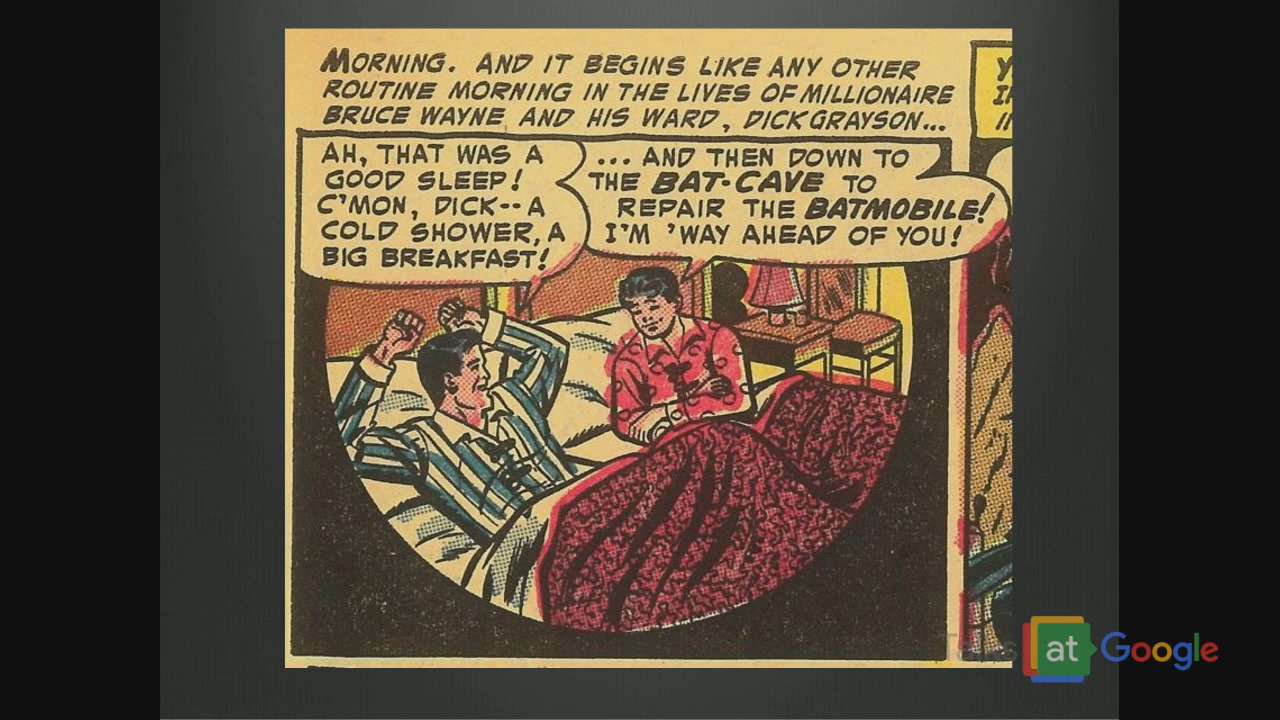 MORNING. AND IT BEGINS LIKE ANY OTHER
ROUTINE MORNING IN THE LIVES OF MILLIONAIRE
BRUCE WAYNE AND HIS WARD, DICK GRAYSON...
AH, THAT WAS A
GOOD SLEEP!
C'MON, DICK--A
COLD SHOWER, A
BIG BREAKFAST!
... AND THEN DOWN TO
THE BAT-CAVE TO
REPAIR THE BATMOBILE!
I'M 'WAY AHEAD OF YOU!
Talks at Google